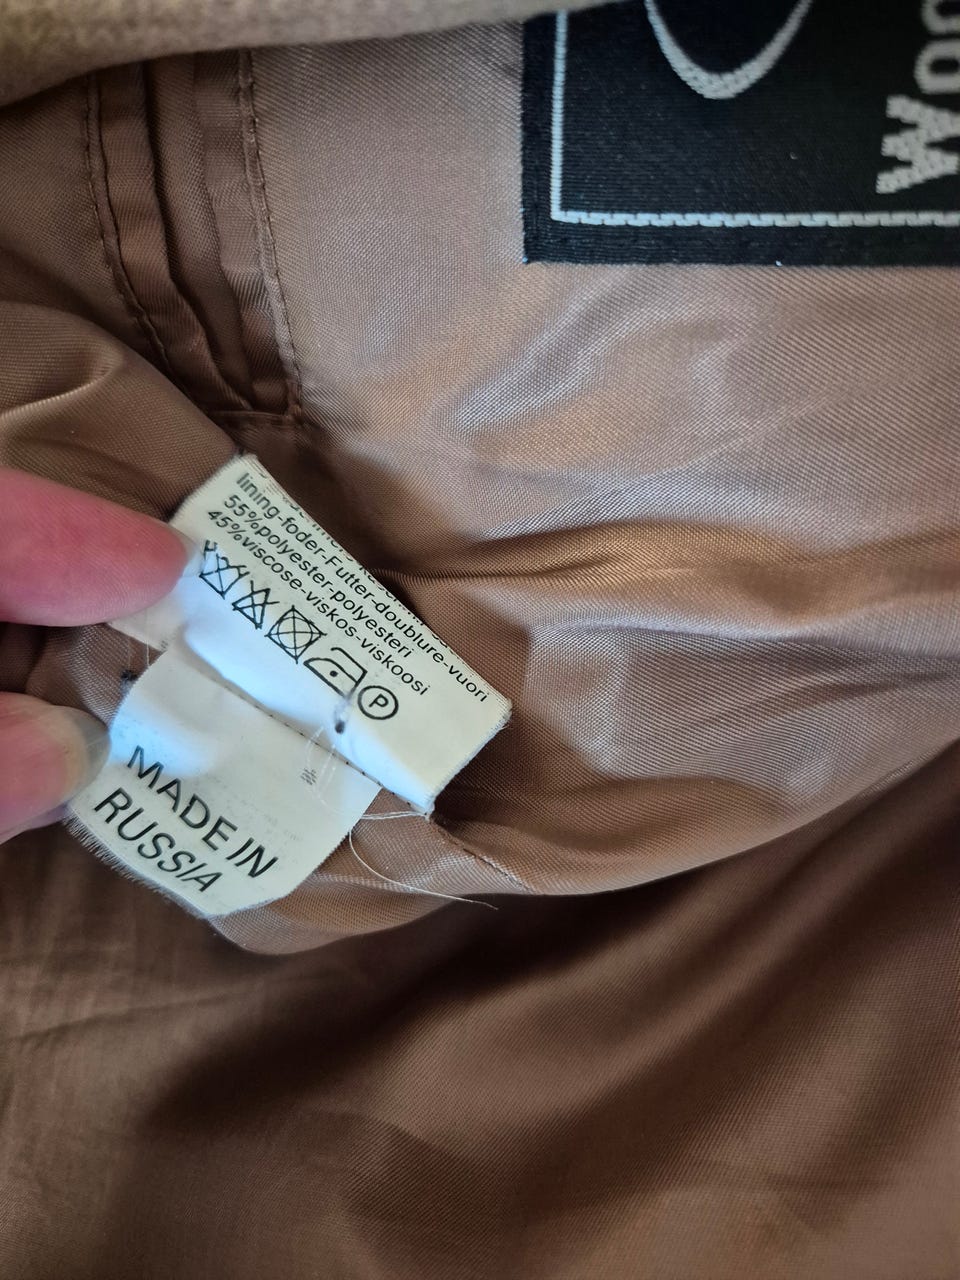 lining-foder-Futter-doublure-vuori
55%polyester-polyesteri
45%viscose-viskos-viskoosi
P
MADE IN
RUSSIA